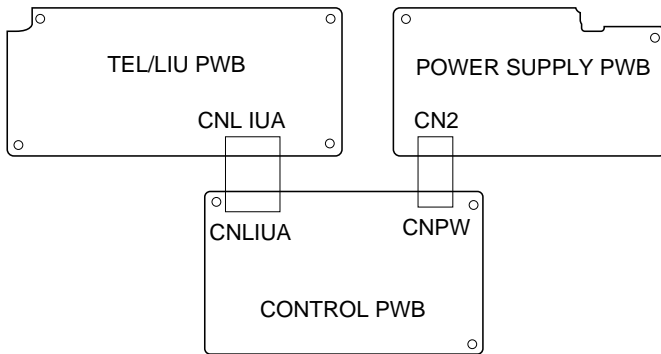 TEL/LIU PWB
POWER SUPPLY PWB
CNL IUA
CN2
CNLIUA
CNPW
CONTROL PWB